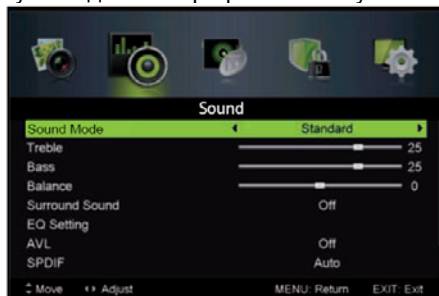 Sound
Sound Mode Standard
Treble 25
Bass 25
Balance 0
Surround Sound Off
EQ Setting
AVL Off
SPDIF Auto
Move Adjust MENU: Return EXIT: Exit